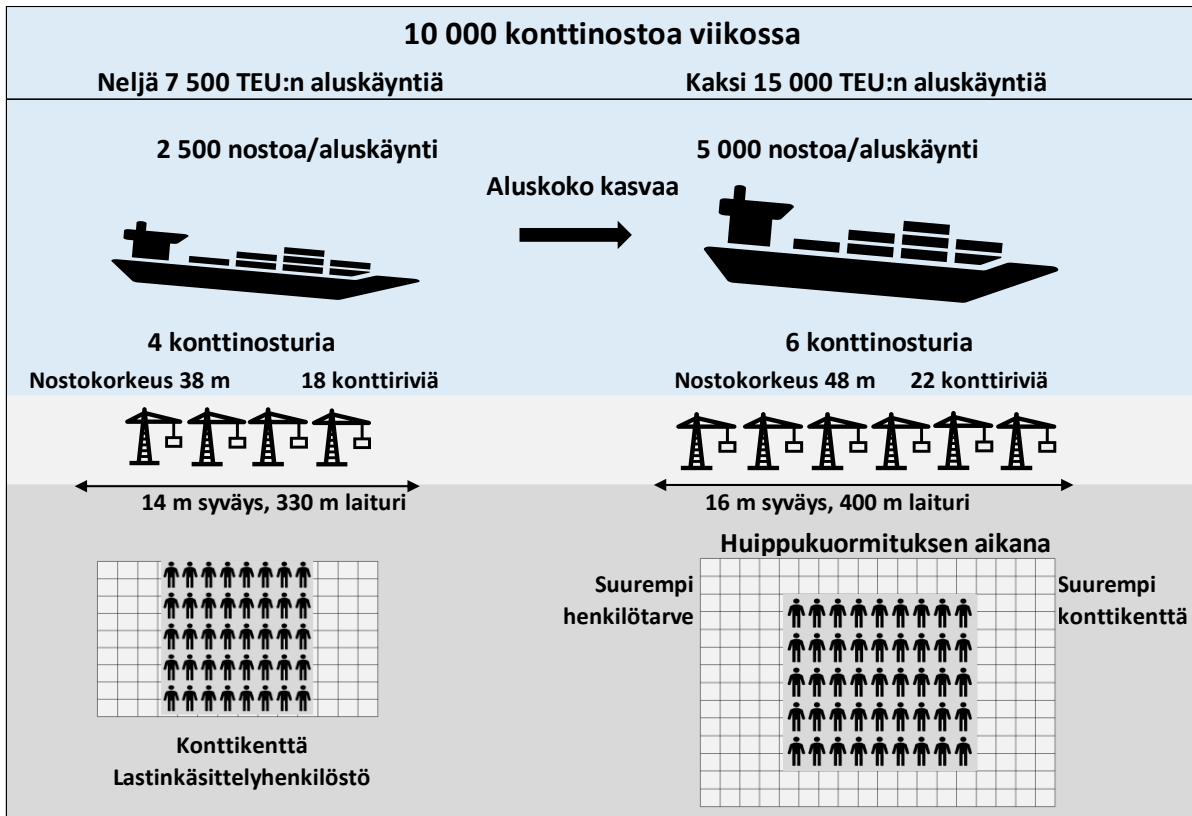 10 000 konttinostoa viikossa
Neljä 7 500 TEU:n aluskäyntiä
Kaksi 15 000 TEU:n aluskäyntiä
2 500 nostoa/aluskäynti
5 000 nostoa/aluskäynti
Aluskoko kasvaa
4 konttinosturia
6 konttinosturia
Nostokorkeus 38 m
18 konttiriviä
Nostokorkeus 48 m
22 konttiriviä
14 m syväys, 330 m laituri
16 m syväys, 400 m laituri
Huippukuormituksen aikana
Suurempi
henkilötarve
Suurempi
konttikenttä
Konttikenttä
Lastinkäsittelyhenkilöstö